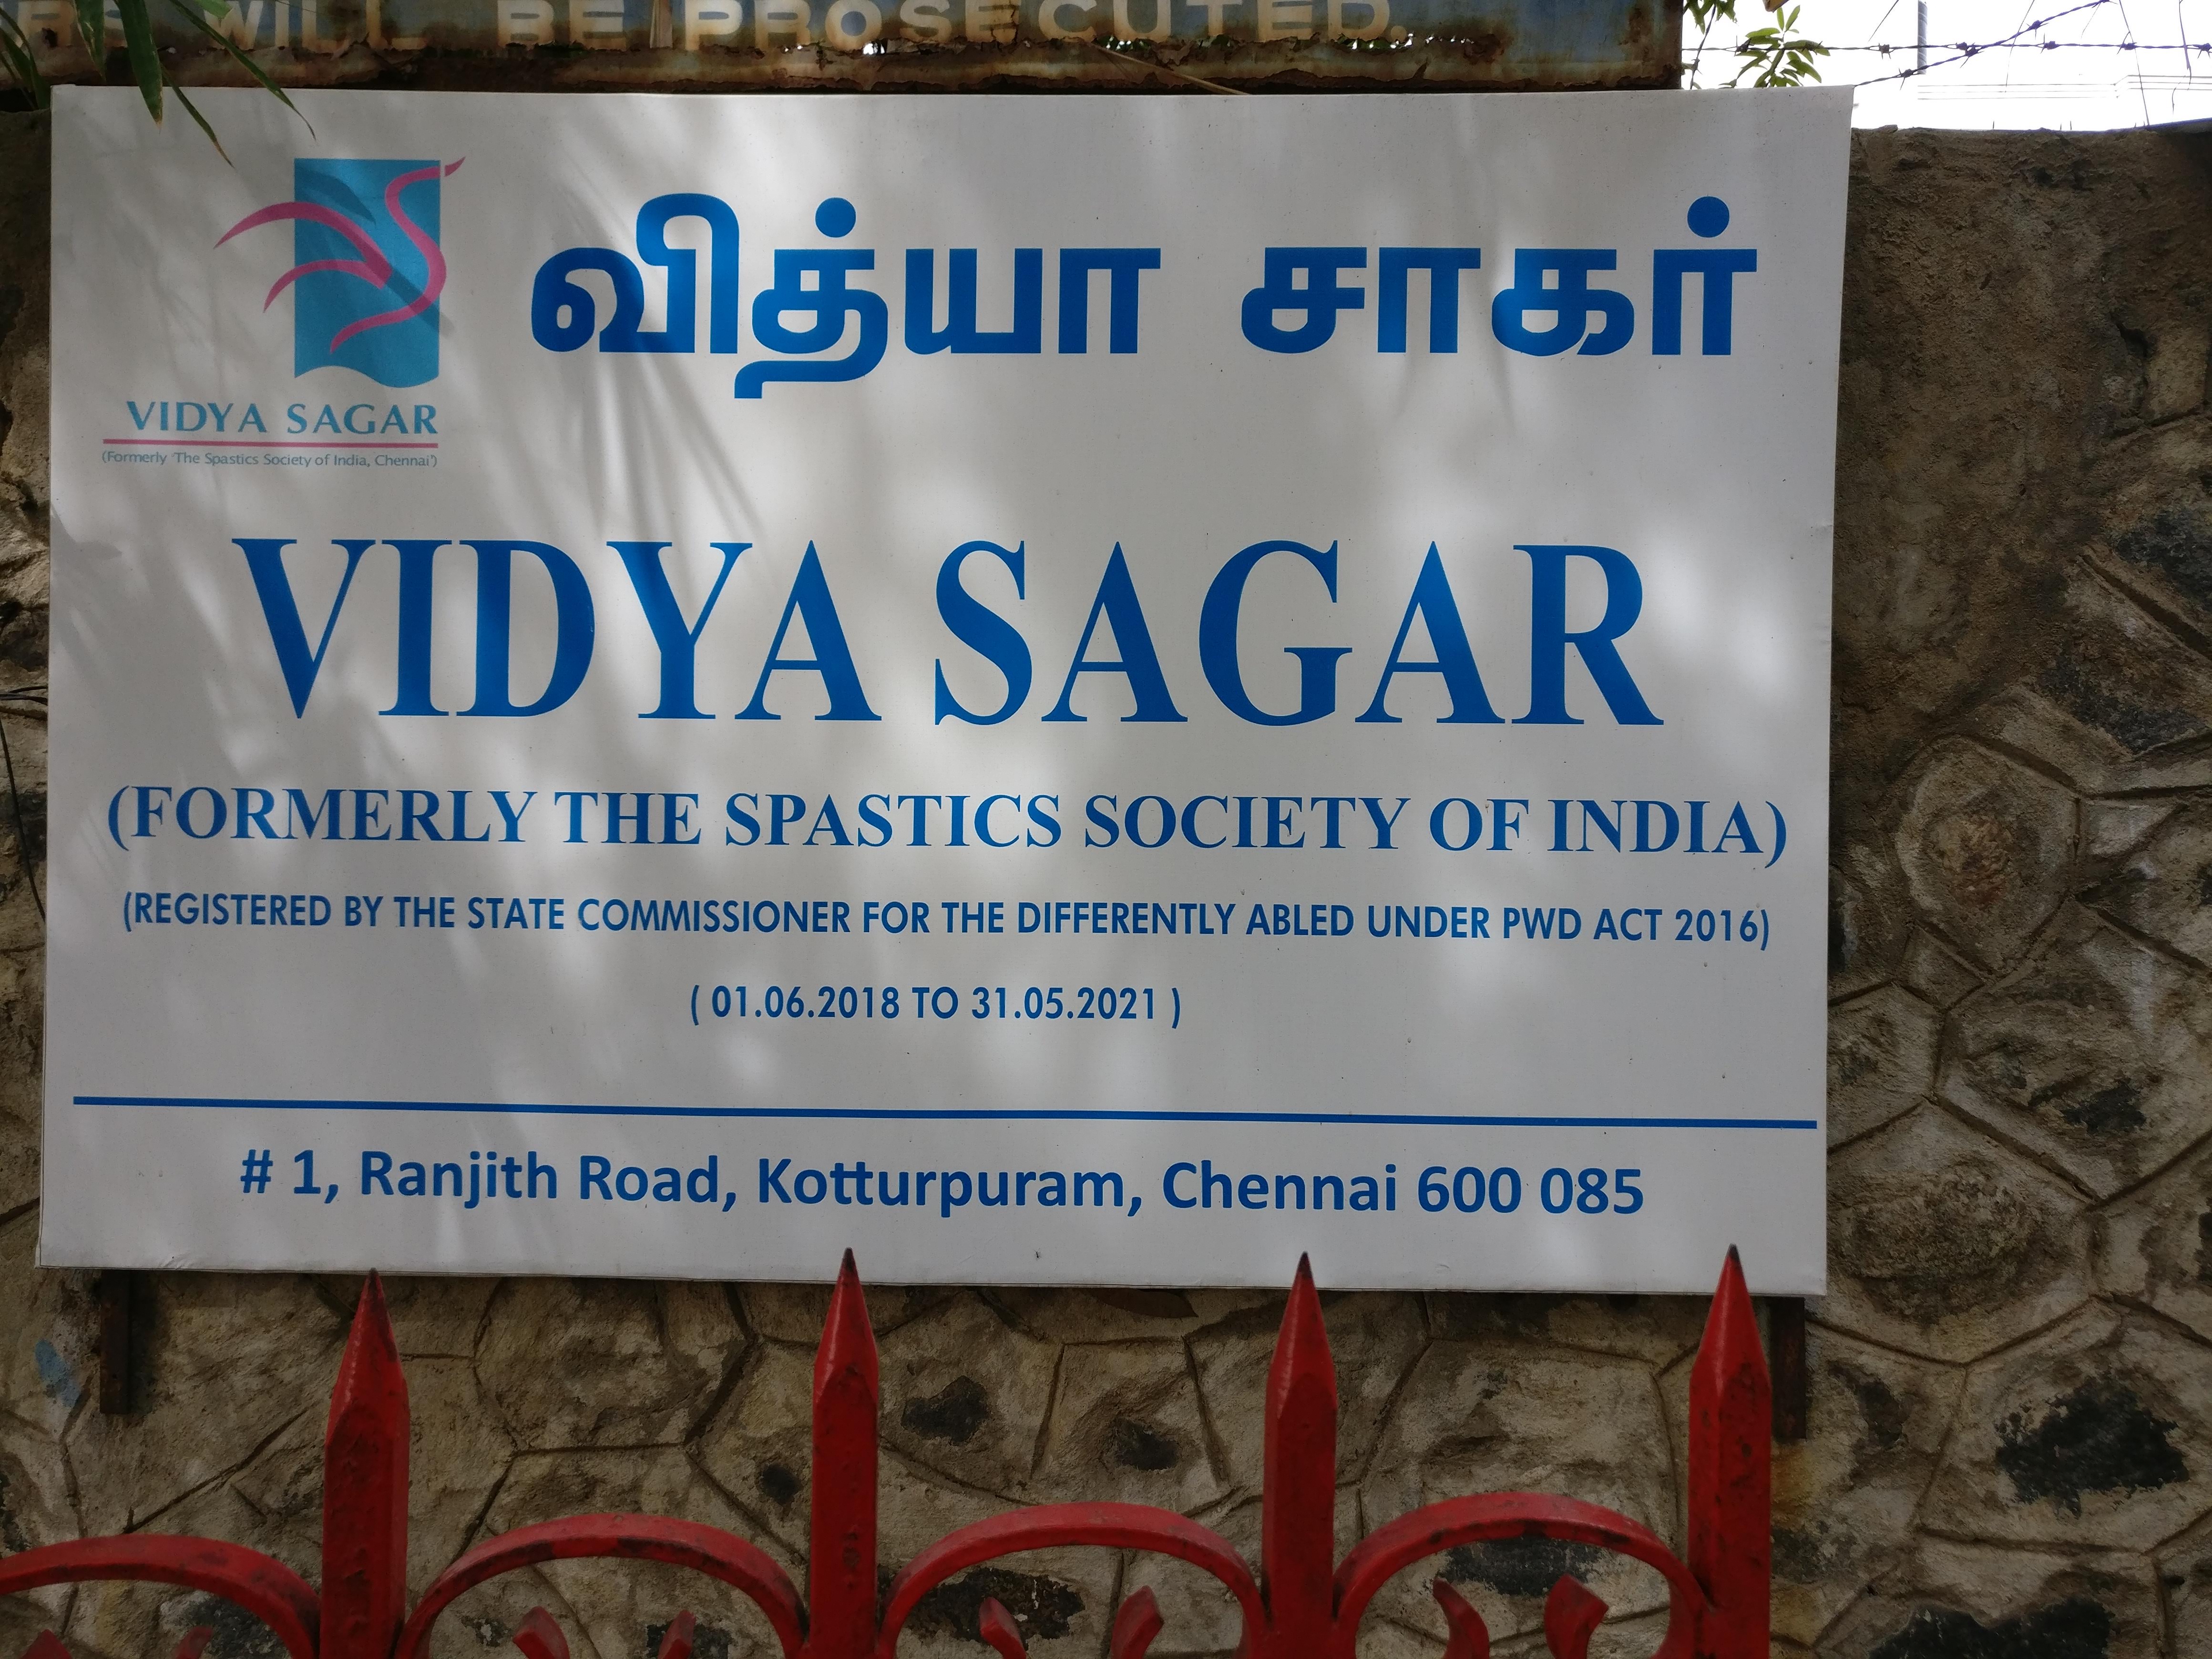 WILL BE PROSECUTED.
வித்யா சாகர்
VIDYA SAGAR
(Formerly 'The Spastics Society of India, Chennai')
VIDYA SAGAR
(FORMERLY THE SPASTICS SOCIETY OF INDIA)
(REGISTERED BY THE STATE COMMISSIONER FOR THE DIFFERENTLY ABLED UNDER PWD ACT 2016)
( 01.06.2018 TO 31.05.2021 )
# 1, Ranjith Road, Kotturpuram, Chennai 600 085